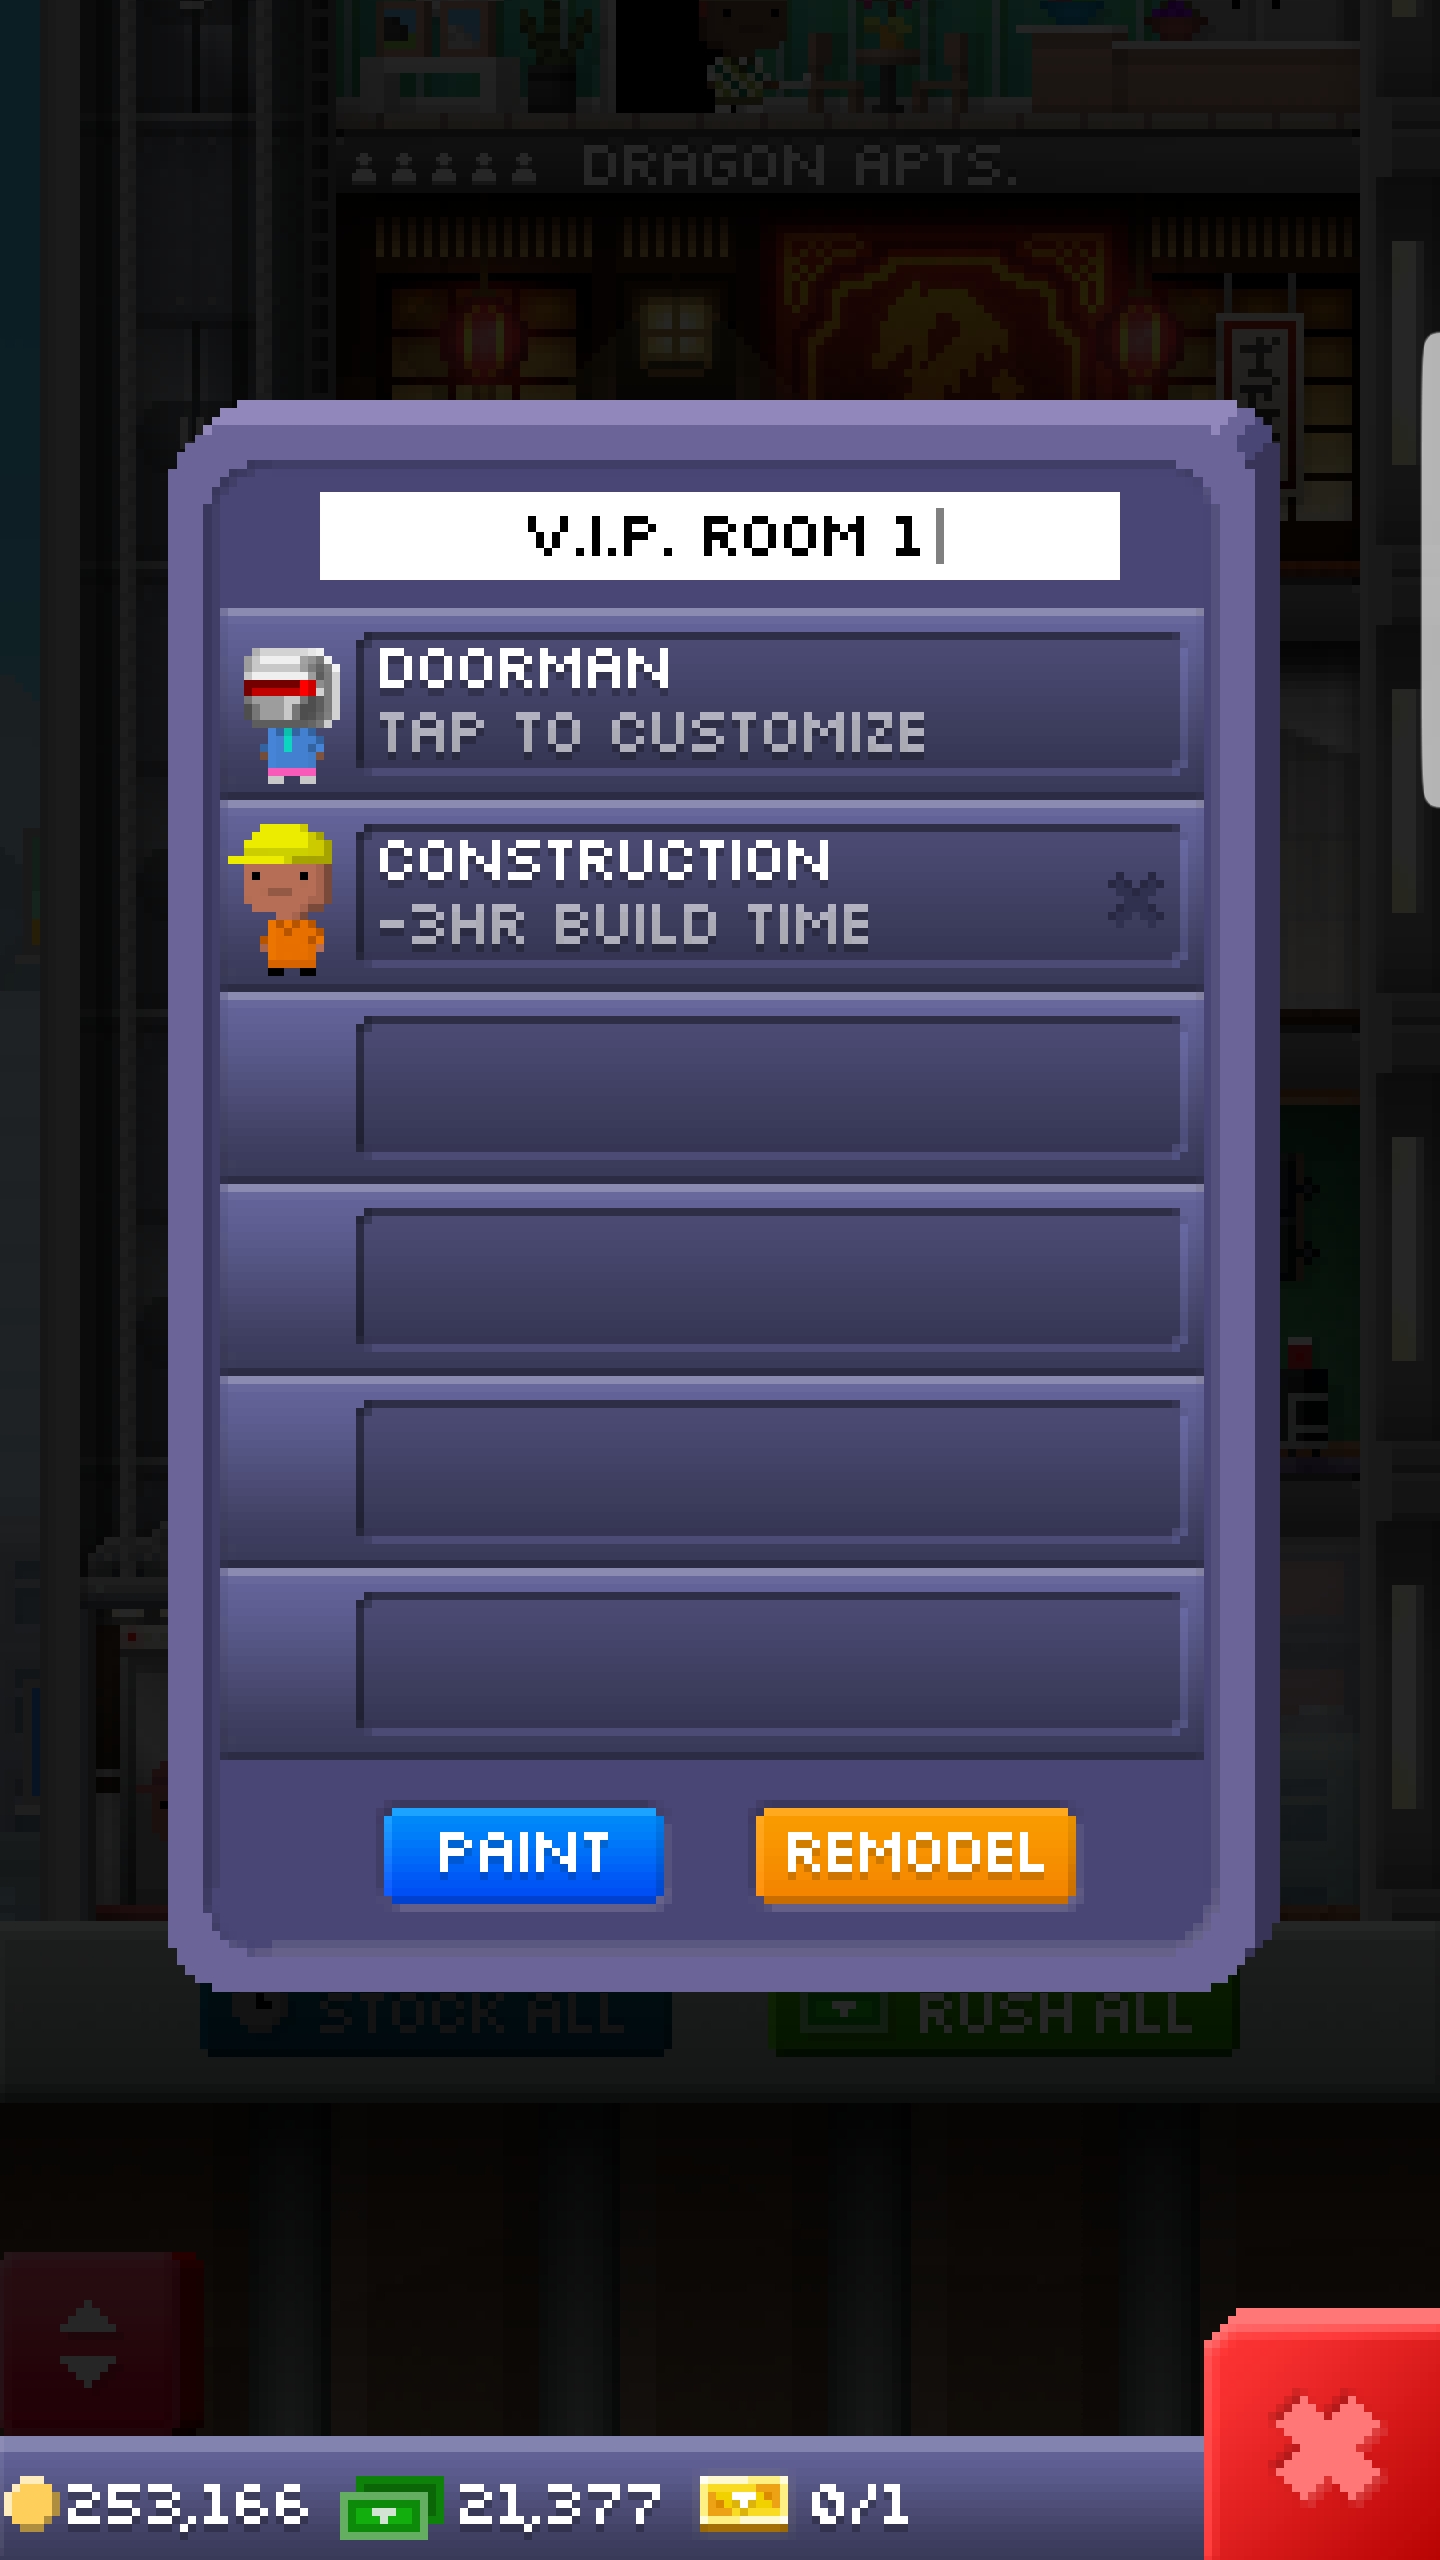 DRAGON APTS.
V.I.P. ROOM 1
DOORMAN
TAP TO CUSTOMIZE
CONSTRUCTION
-3HR BUILD TIME
PAINT
REMODEL
STOCK ALL
RUSH ALL
253,166
21,377
0/1